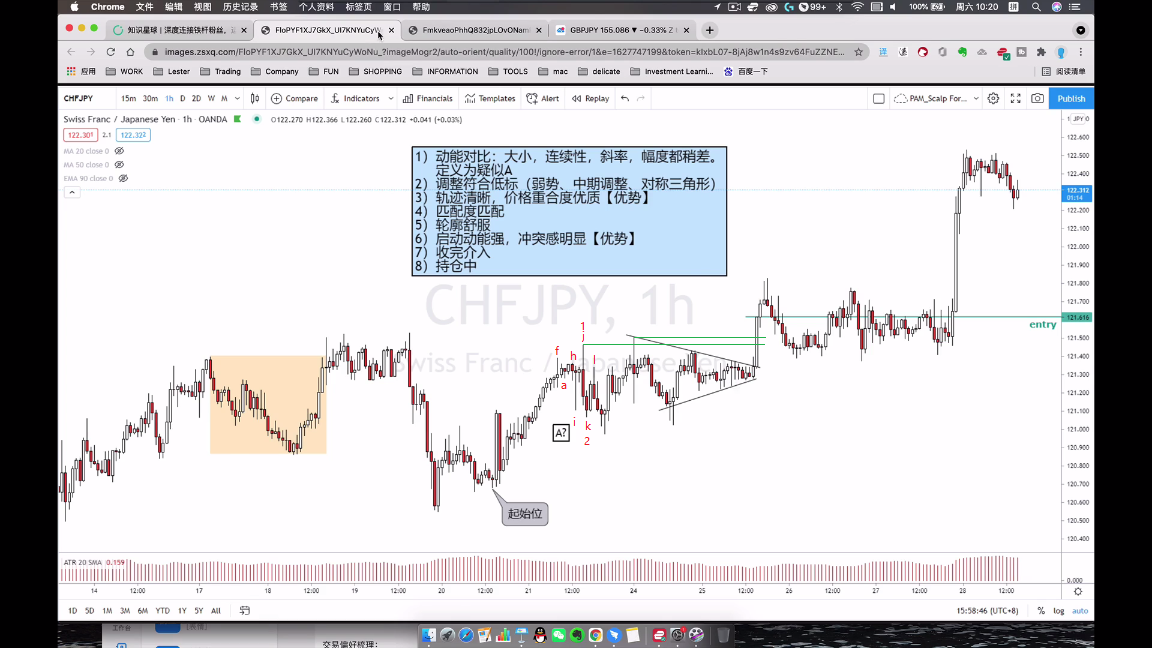 Chrome 文件 编辑 视图 历史记录 书签 个人资料 标签页 窗口 帮助
99+ 100% 周六 10:20
知识星球 | 深度连接铁杆粉丝，运
FloPYF1XJ7GkX_UI7KNYuCyW
FmkveaoPhhQ832jpLOvONam
GBPJPY 155.086 ▼ −0.33% Z
images.zsxq.com/FloPYF1XJ7GkX_UI7KNYuCyWoNu_?imageMogr2/auto-orient/quality/100!/ignore-error/1&e=1627747199&token=kIxbL07-8jAj8w1n4s9zv64FuZZNE...
应用 WORK Lester Trading Company FUN SHOPPING INFORMATION TOOLS mac delicate Investment Learni... 百度一下 阅读清单
CHFJPY 15m 30m 1h D D2 W M Compare Indicators Financials Templates Alert Replay PAM_Scalp For... Publish
Swiss Franc / Japanese Yen · 1h · OANDA O122.270 H122.366 L122.260 C122.312 +0.041 (+0.03%)
122.301 2.1 122.322
MA 20 close 0
MA 50 close 0
EMA 90 close 0
1）动能对比：大小，连续性，斜率，幅度都稍差。
定义为疑似A
2）调整符合低标（弱势、中期调整、对称三角形）
3）轨迹清晰，价格重合度优质【优势】
4）匹配度匹配
5）轮廓舒服
6）启动动能强，冲突感明显【优势】
7）收完介入
8）持仓中
CHFJPY, 1h
Swiss Franc / Japanese Yen
1
j
f
h
l
a
i
k
2
A?
起始位
entry
JPY
122.600
122.500
122.400
122.312
01:14
122.200
122.100
122.000
121.900
121.800
121.700
121.616
121.500
121.400
121.300
121.200
121.100
121.000
120.900
120.800
120.700
120.600
120.500
120.400
ATR 20 SMA 0.159
0.000
14 12:00 17 12:00 18 12:00 19 12:00 20 12:00 21 12:00 24 12:00 25 12:00 26 12:00 27 12:00 28 12:00
1D 5D 1M 3M 6M YTD 1Y 5Y All
15:58:46 (UTC+8) % log auto
工作台
交易偏好梳理：